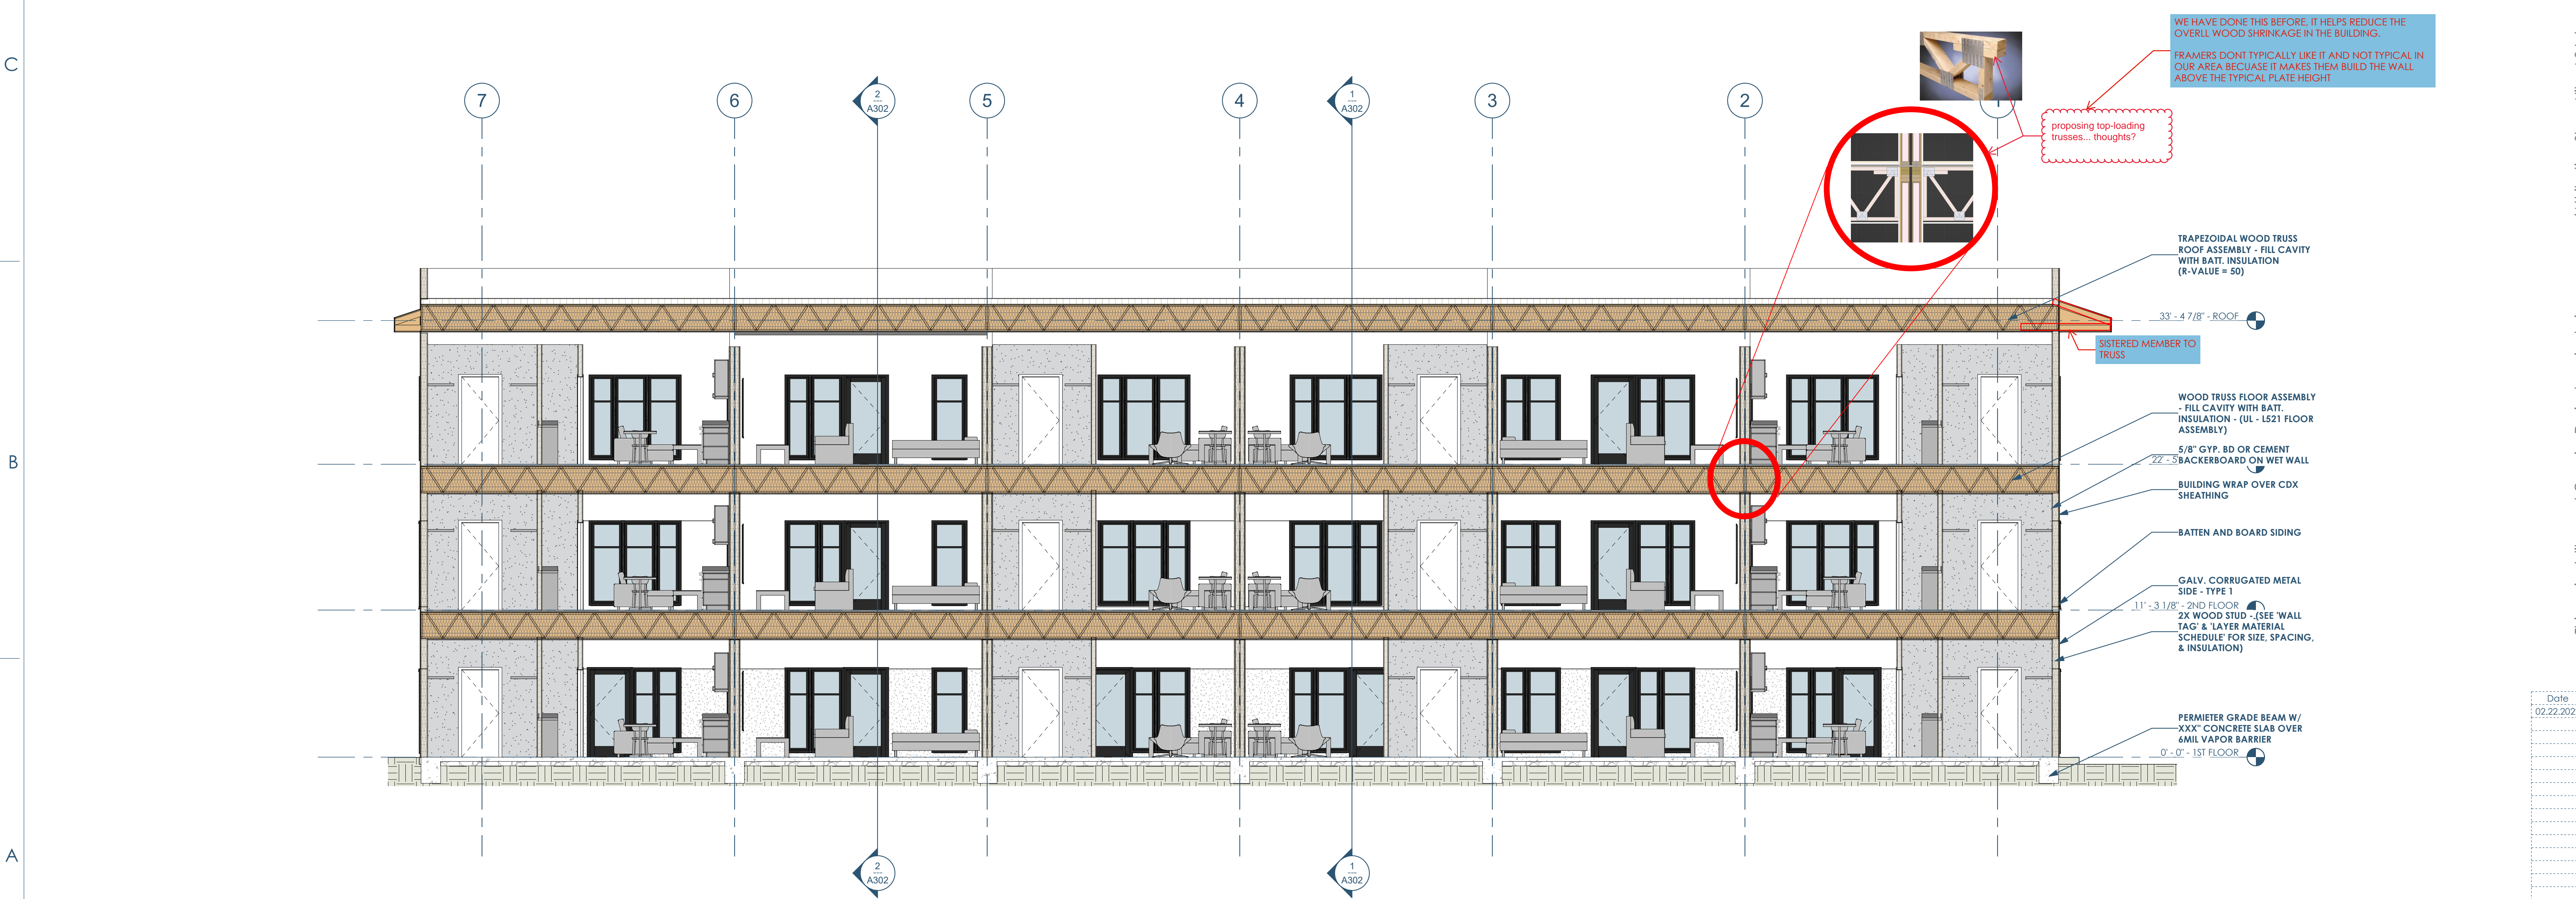 WE HAVE DONE THIS BEFORE, IT HELPS REDUCE THE
OVERLL WOOD SHRINKAGE IN THE BUILDING.
FRAMERS DONT TYPICALLY LIKE IT AND NOT TYPICAL IN
OUR AREA BECUASE IT MAKES THEM BUILD THE WALL
ABOVE THE TYPICAL PLATE HEIGHT
C
7
6
2
A302
5
4
1
A302
3
2
1
proposing top-loading
trusses... thoughts?
TRAPEZOIDAL WOOD TRUSS
ROOF ASSEMBLY - FILL CAVITY
WITH BATT. INSULATION
(R-VALUE = 50)
33' - 4 7/8" - ROOF
SISTERED MEMBER TO
TRUSS
WOOD TRUSS FLOOR ASSEMBLY
- FILL CAVITY WITH BATT.
INSULATION - (UL - L521 FLOOR
ASSEMBLY)
B
5/8" GYP. BD OR CEMENT
BACKERBOARD ON WET WALL
22' - 5
BUILDING WRAP OVER CDX
SHEATHING
BATTEN AND BOARD SIDING
GALV. CORRUGATED METAL
SIDE - TYPE 1
11' - 3 1/8" - 2ND FLOOR
2X WOOD STUD -.(SEE 'WALL
TAG' & 'LAYER MATERIAL
SCHEDULE' FOR SIZE, SPACING,
& INSULATION)
Date
02.22.202
PERMIETER GRADE BEAM W/
XXX" CONCRETE SLAB OVER
6MIL VAPOR BARRIER
0' - 0" - 1ST FLOOR
A
2
A302
1
A302